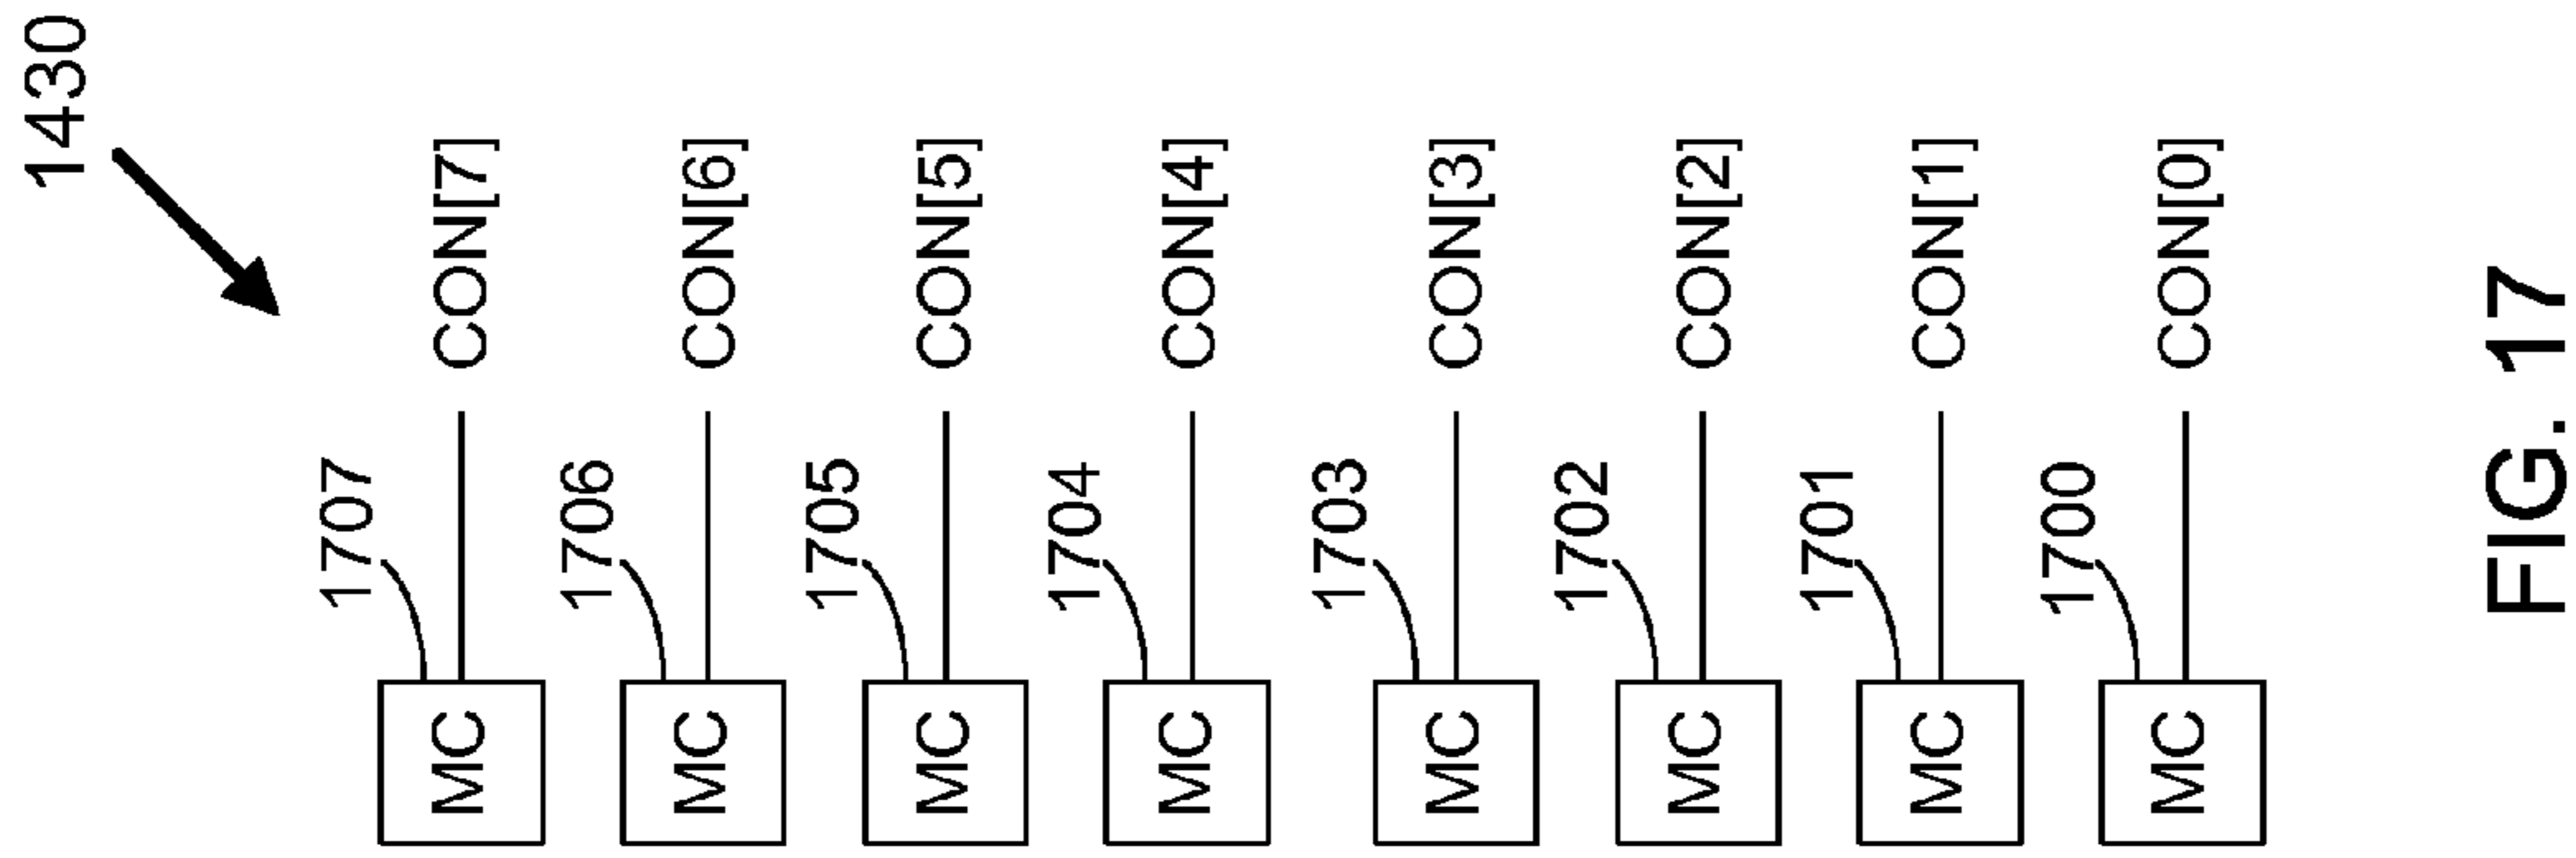 1430
1707
MC CON[7]
1706
MC CON[6]
1705
MC CON[5]
1704
MC CON[4]
1703
MC CON[3]
1702
MC CON[2]
1701
MC CON[1]
1700
MC CON[0]
FIG. 17